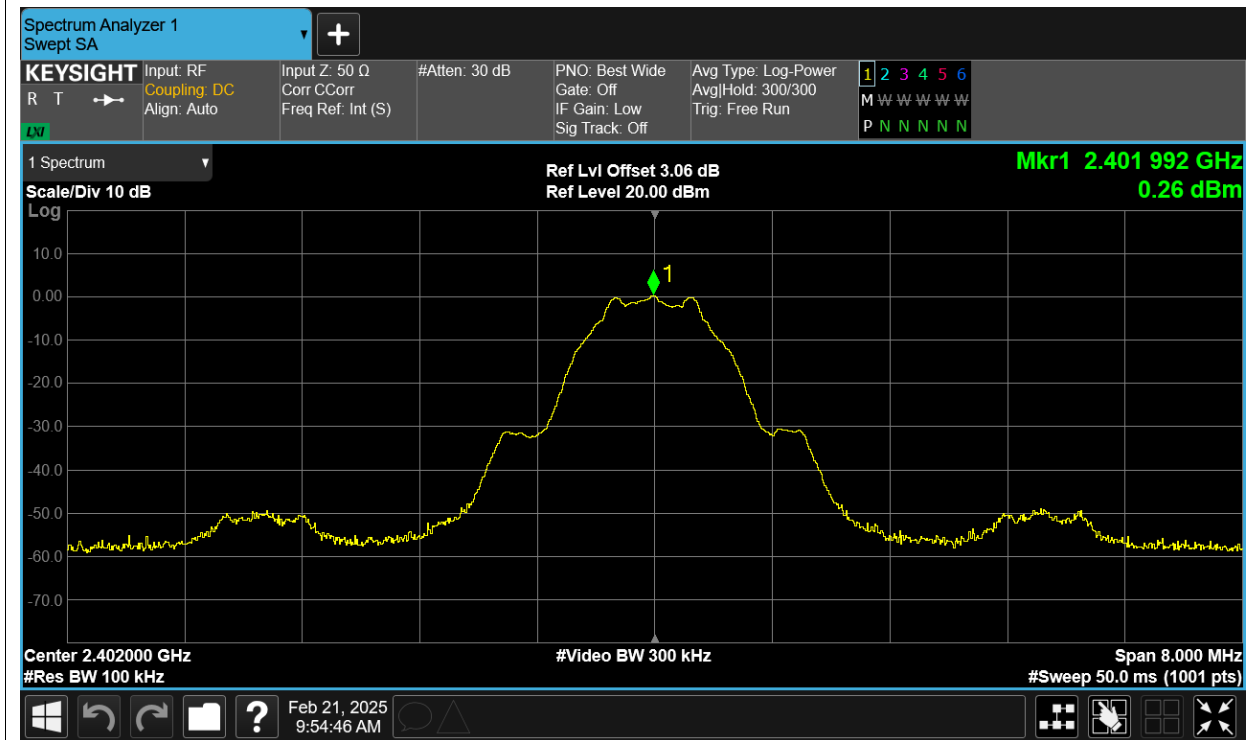 Spectrum Analyzer 1
Swept SA
KEYSIGHT
R T
LXI
Input: RF
Coupling: DC
Align: Auto
Input Z: 50 Ω
Corr CCorr
Freq Ref: Int (S)
#Atten: 30 dB
PNO: Best Wide
Gate: Off
IF Gain: Low
Sig Track: Off
Avg Type: Log-Power
Avg|Hold: 300/300
Trig: Free Run
1 2 3 4 5 6
M W W W W W
P N N N N N
1 Spectrum
Scale/Div 10 dB
Log
Ref Lvl Offset 3.06 dB
Ref Level 20.00 dBm
Mkr1 2.401 992 GHz
0.26 dBm
10.0
1
0.00
-10.0
-20.0
-30.0
-40.0
-50.0
-60.0
-70.0
Center 2.402000 GHz
#Res BW 100 kHz
#Video BW 300 kHz
Span 8.000 MHz
#Sweep 50.0 ms (1001 pts)
?
Feb 21, 2025
9:54:46 AM